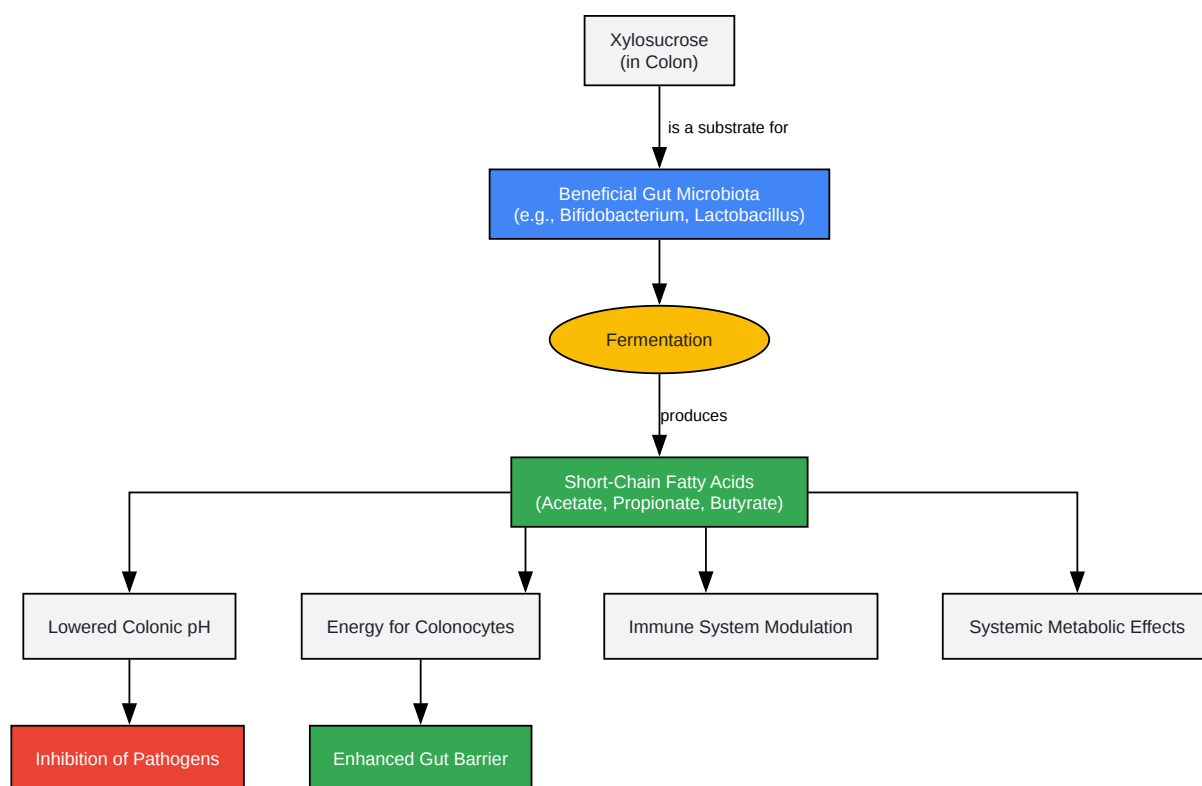 Xylosucrose
(in Colon)
is a substrate for
Beneficial Gut Microbiota
(e.g., Bifidobacterium, Lactobacillus)
Fermentation
produces
Short-Chain Fatty Acids
(Acetate, Propionate, Butyrate)
Lowered Colonic pH
Energy for Colonocytes
Immune System Modulation
Systemic Metabolic Effects
Inhibition of Pathogens
Enhanced Gut Barrier